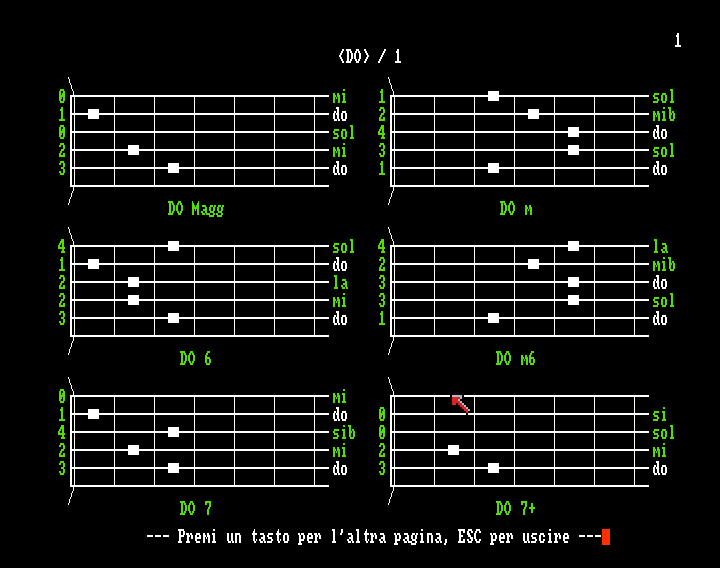 1
<DO> / 1
0 mi 1 sol
1 do 2 mib
0 sol 4 do
2 mi 3 sol
3 do 1 do
DO Magg DO m
4 sol 4 la
1 do 2 mib
2 la 3 do
2 mi 3 sol
3 do 1 do
DO 6 DO m6
0 mi
1 do 0 si
4 sib 0 sol
2 mi 2 mi
3 do 3 do
DO 7 DO 7+
--- Premi un tasto per l'altra pagina, ESC per uscire ---